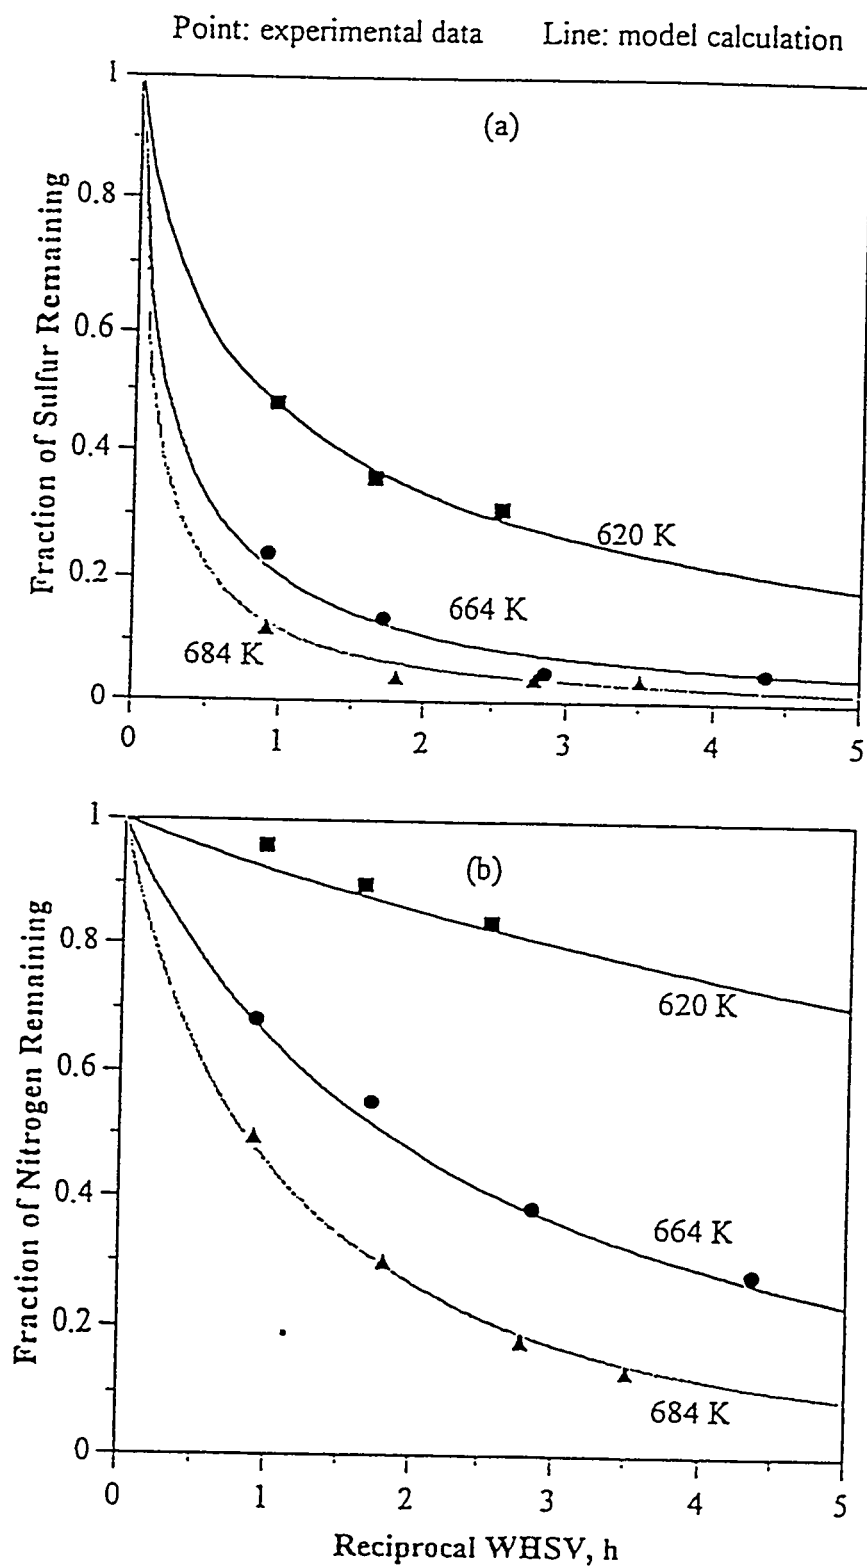 Point: experimental data Line: model calculation
(a)
Fraction of Sulfur Remaining
1
0.8
0.6
0.4
0.2
0
620 K
664 K
684 K
0 1 2 3 4 5
(b)
Fraction of Nitrogen Remaining
1
0.8
0.6
0.4
0.2
0
620 K
664 K
684 K
0 1 2 3 4 5
Reciprocal WHSV, h